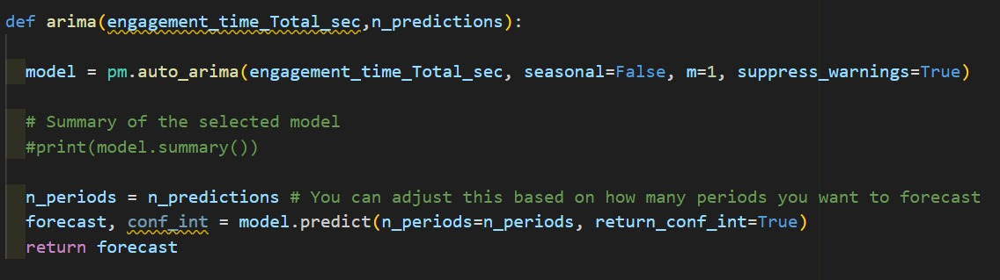 def arima(engagement_time_Total_sec,n_predictions):
model = pm.auto_arima(engagement_time_Total_sec, seasonal=False, m=1, suppress_warnings=True)
# Summary of the selected model
#print(model.summary())
n_periods = n_predictions # You can adjust this based on how many periods you want to forecast
forecast, conf_int = model.predict(n_periods=n_periods, return_conf_int=True)
return forecast